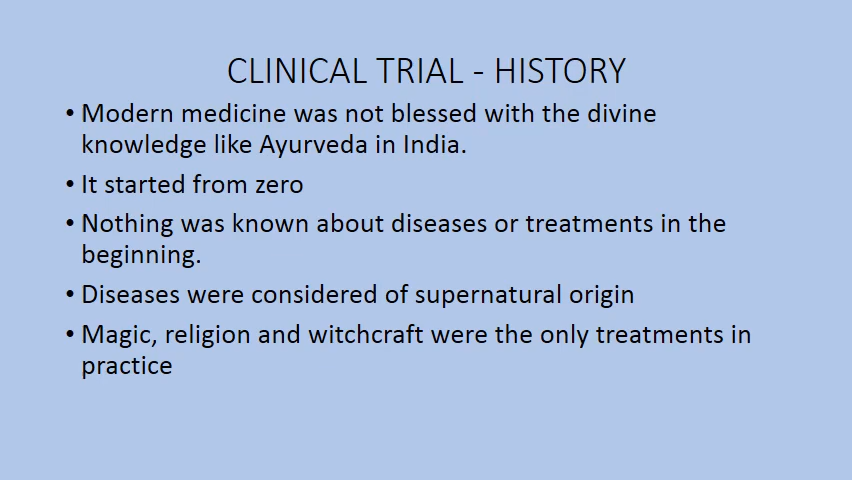 CLINICAL TRIAL - HISTORY
• Modern medicine was not blessed with the divine
knowledge like Ayurveda in India.
• It started from zero
• Nothing was known about diseases or treatments in the
beginning.
• Diseases were considered of supernatural origin
• Magic, religion and witchcraft were the only treatments in
practice